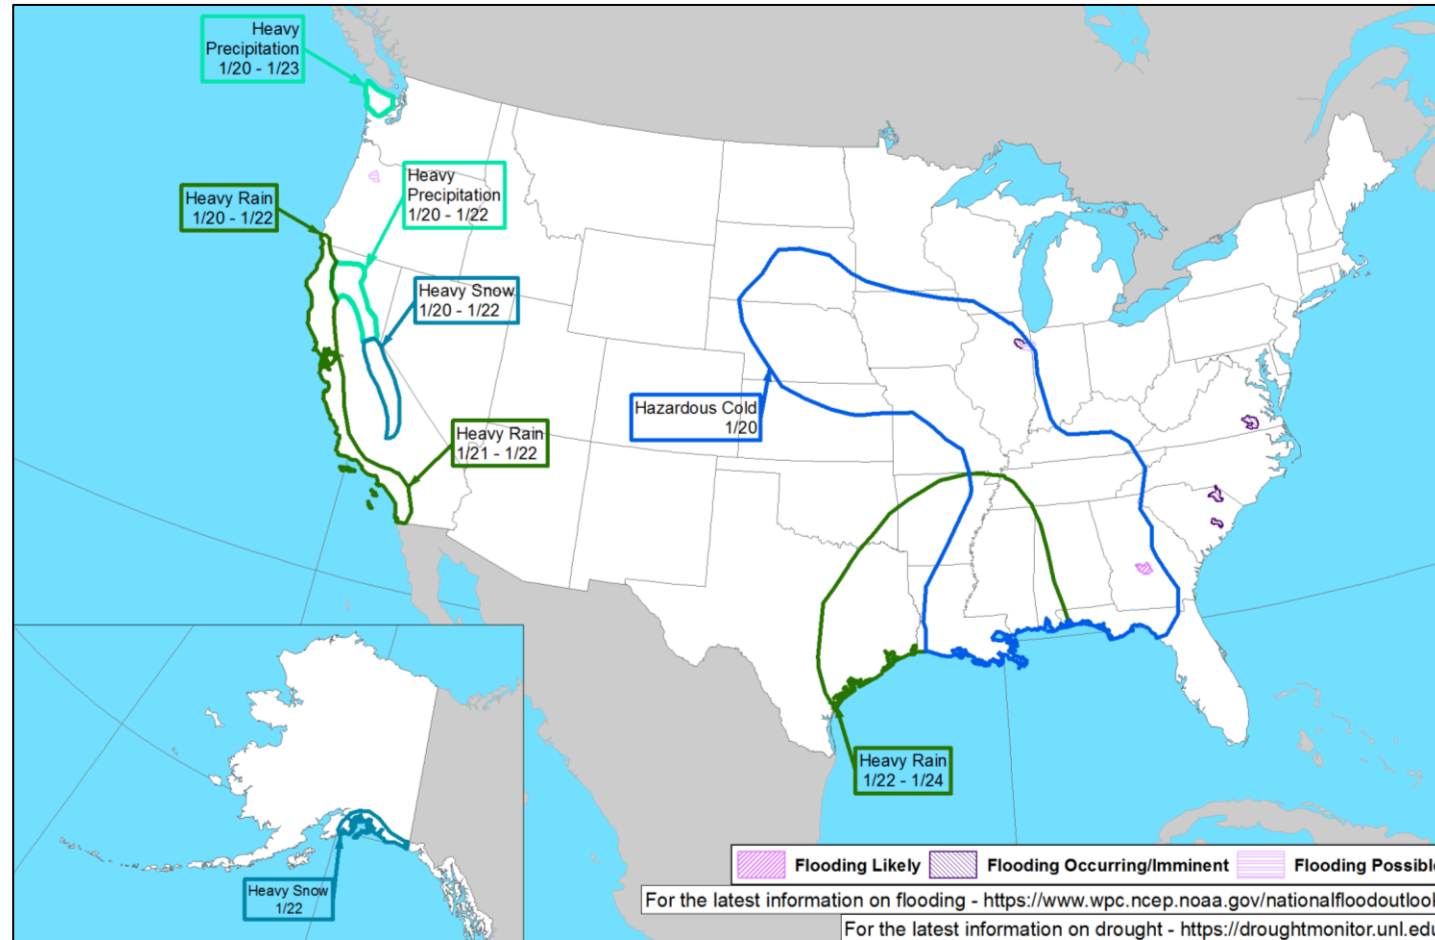 Heavy
Precipitation
1/20 - 1/23
Heavy
Precipitation
1/20 - 1/22
Heavy Rain
1/20 - 1/22
Heavy Snow
1/20 - 1/22
Hazardous Cold
1/20
Heavy Rain
1/21 - 1/22
Heavy Rain
1/22 - 1/24
Heavy Snow
1/22
Flooding Likely Flooding Occurring/Imminent Flooding Possible
For the latest information on flooding - https://www.wpc.ncep.noaa.gov/nationalfloodoutlook
For the latest information on drought - https://droughtmonitor.unl.edu